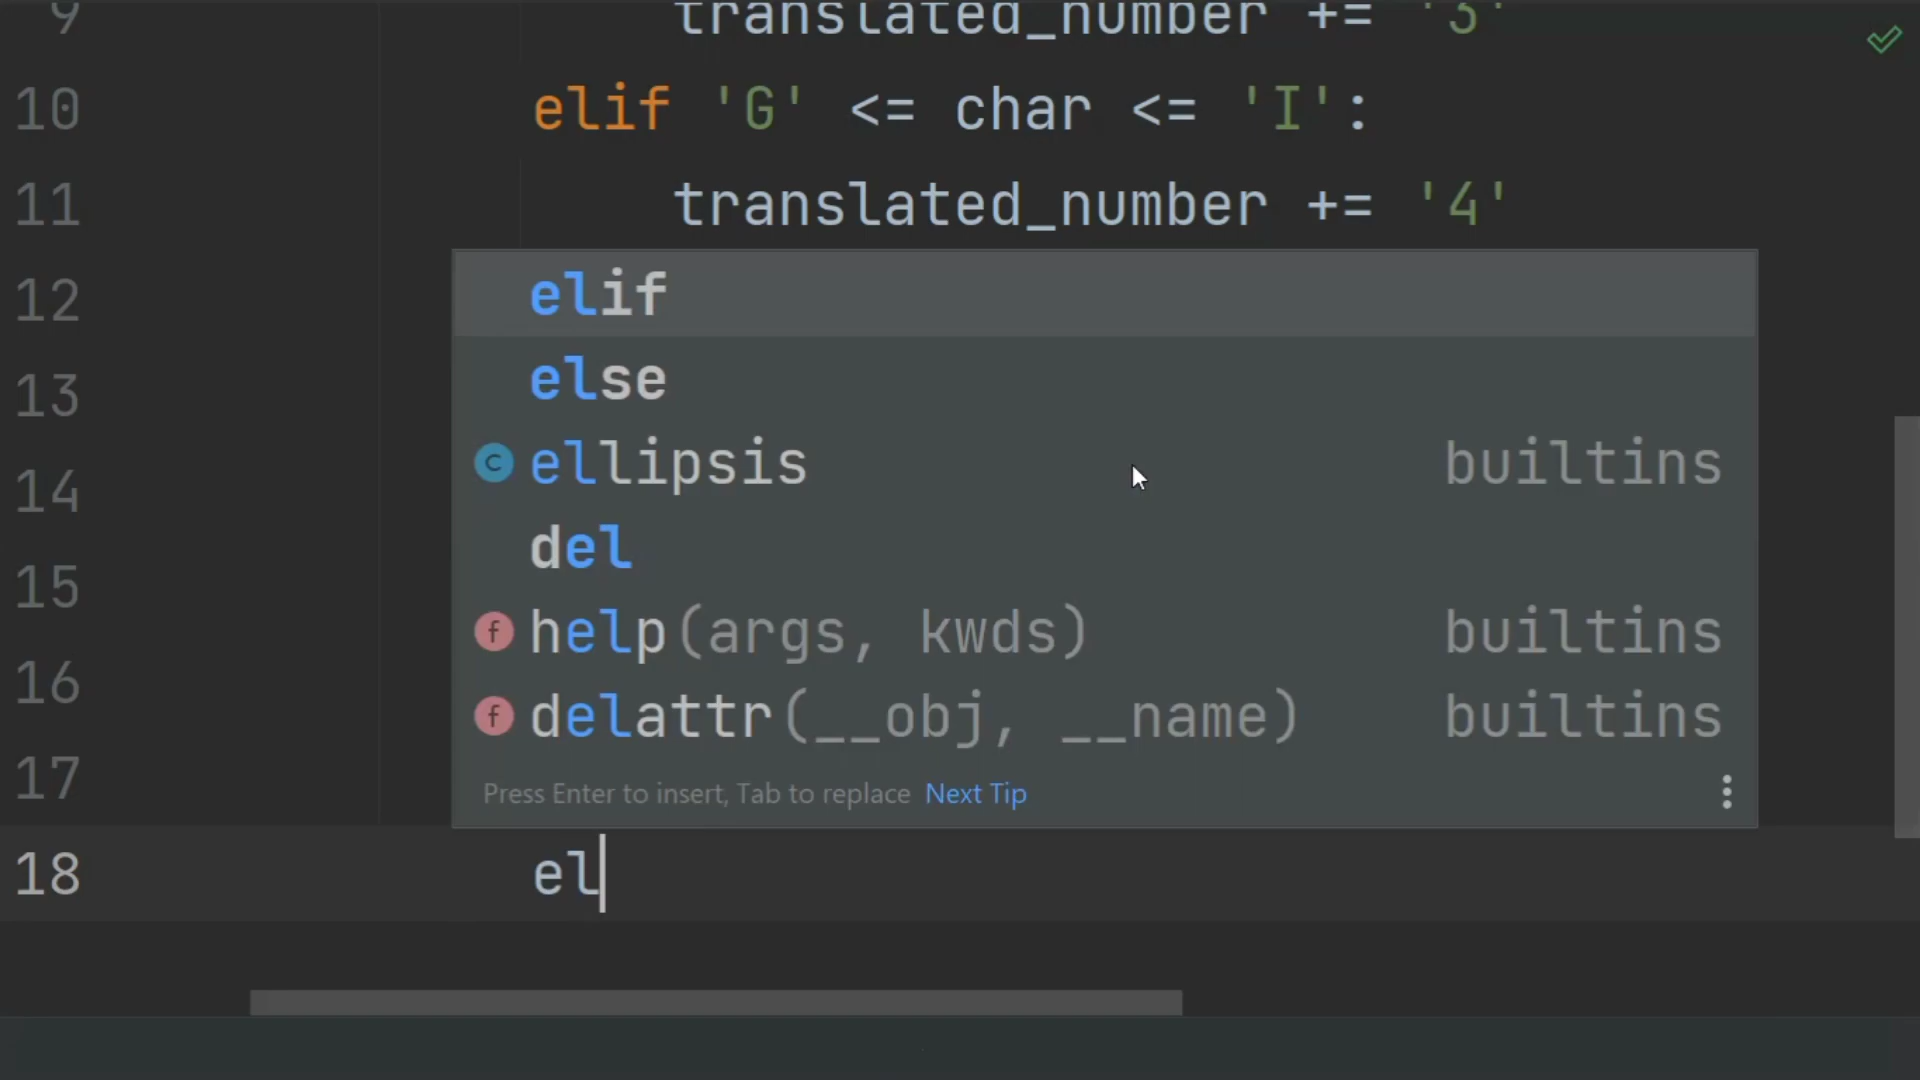 9 translated_number += '3'
10 elif 'G' <= char <= 'I':
11 translated_number += '4'
12 elif
13 else
14 ellipsis builtins
15 del
16 help(args, kwds) builtins
delattr(__obj, __name) builtins
17 Press Enter to insert, Tab to replace Next Tip
18 el